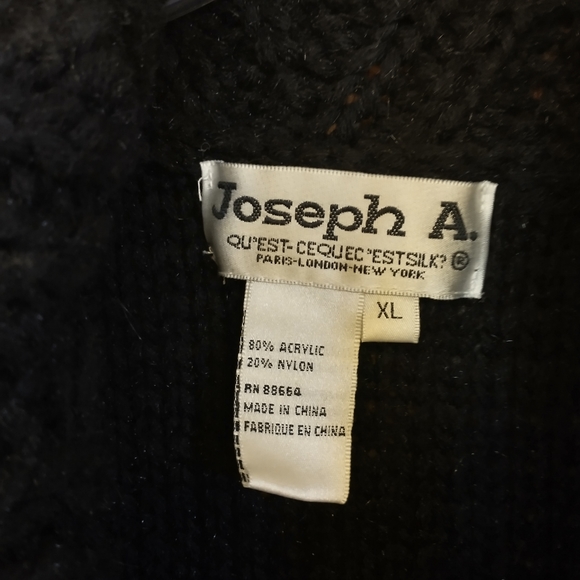 Joseph A.
QU'EST-CEQUEC'ESTSILK? ®
PARIS-LONDON-NEW YORK
XL
80% ACRYLIC
20% NYLON
RN 88664
MADE IN CHINA
FABRIQUE EN CHINA